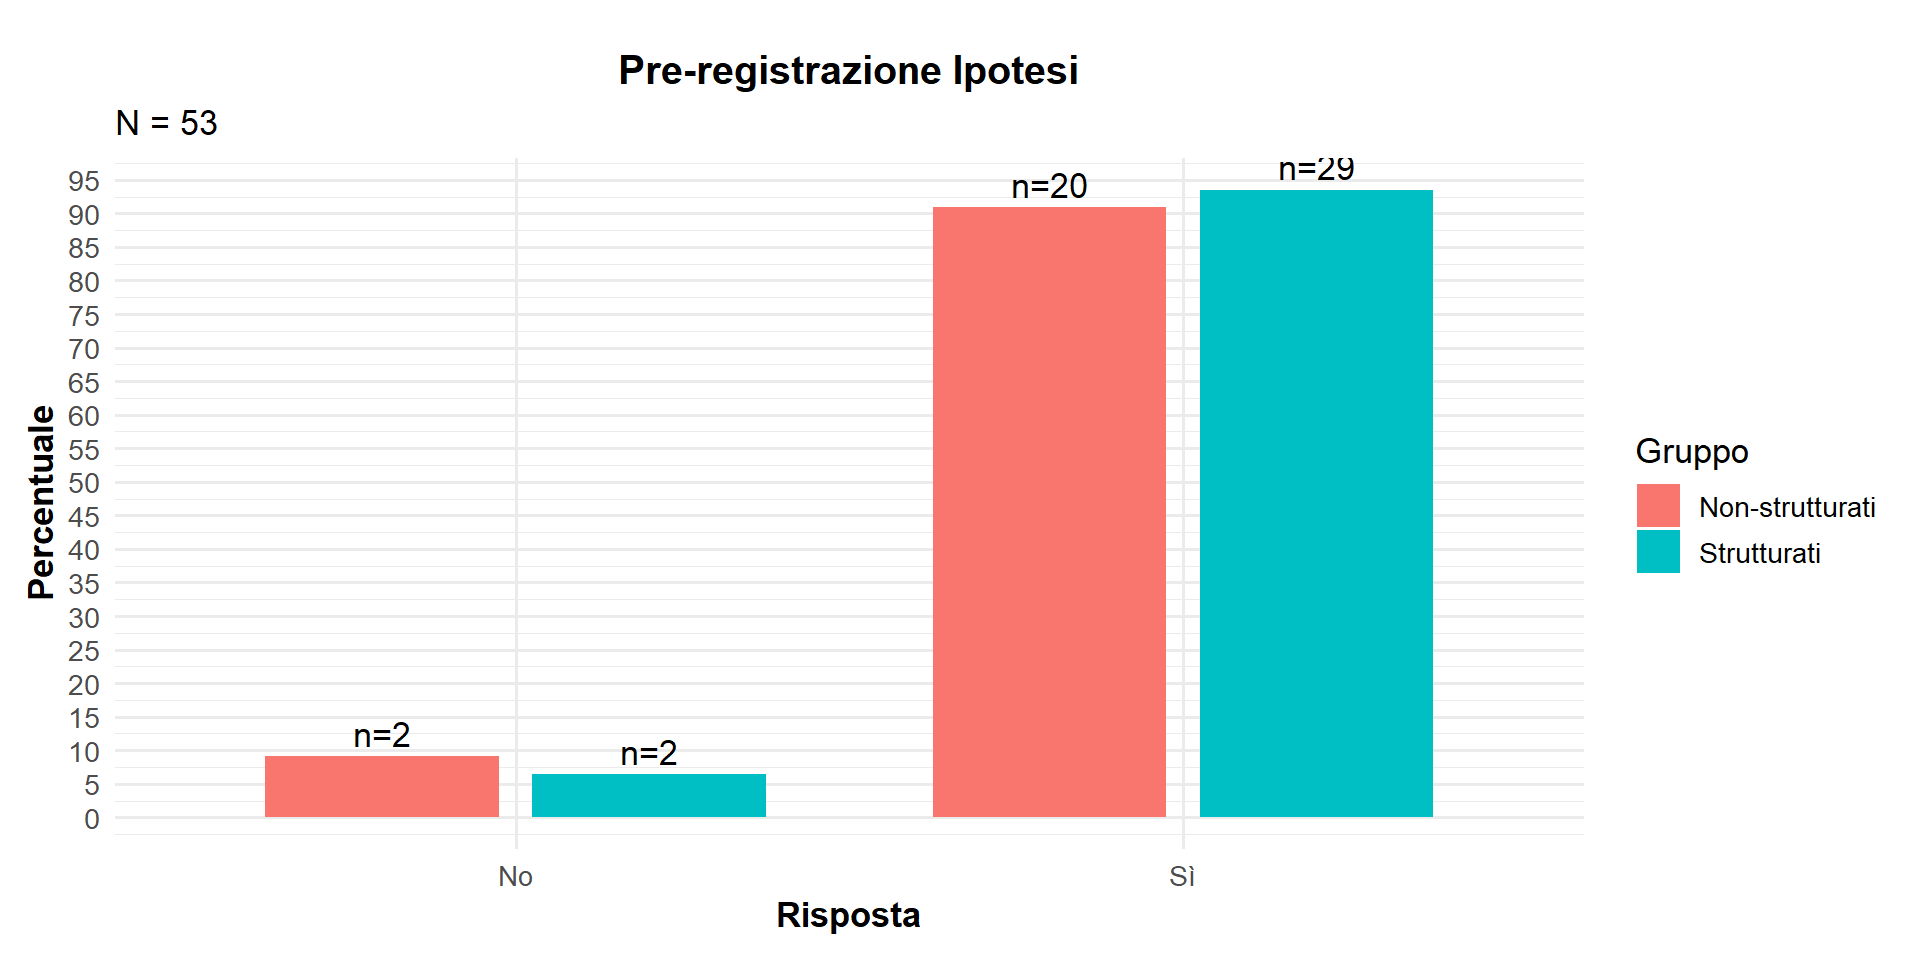 Pre-registrazione Ipotesi
N = 53
Percentuale
95
90
85
80
75
70
65
60
55
50
45
40
35
30
25
20
15
10
5
0
n=2
n=2
n=20
n=29
No
Sì
Risposta
Gruppo
Non-strutturati
Strutturati